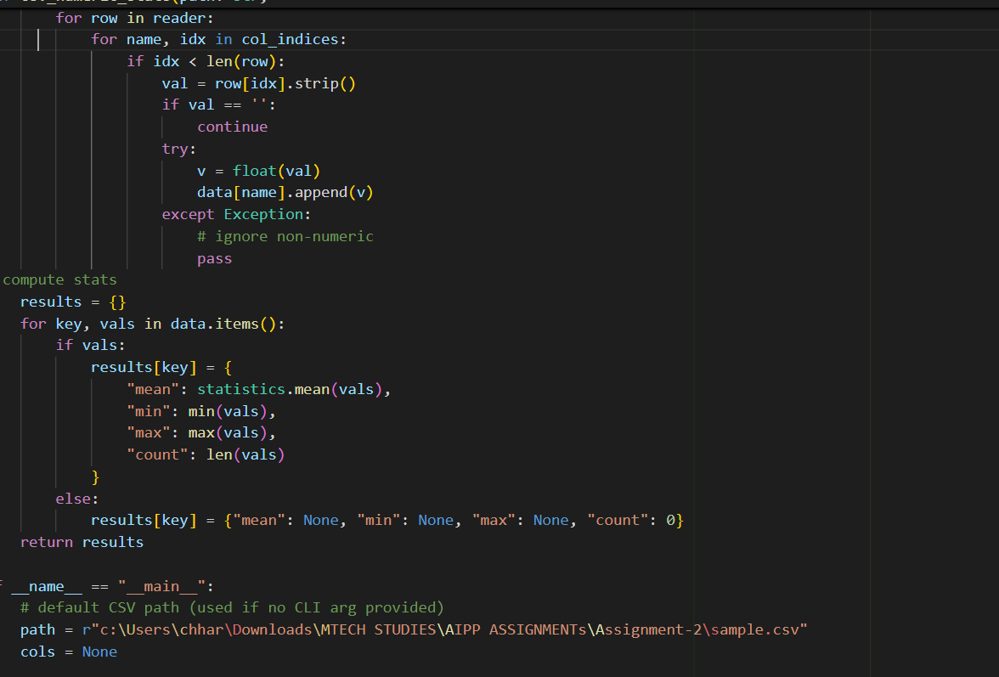 for row in reader:
for name, idx in col_indices:
if idx < len(row):
val = row[idx].strip()
if val == '':
continue
try:
v = float(val)
data[name].append(v)
except Exception:
# ignore non-numeric
pass
compute stats
results = {}
for key, vals in data.items():
if vals:
results[key] = {
"mean": statistics.mean(vals),
"min": min(vals),
"max": max(vals),
"count": len(vals)
}
else:
results[key] = {"mean": None, "min": None, "max": None, "count": 0}
return results
__name__ == "__main__":
# default CSV path (used if no CLI arg provided)
path = r"c:\Users\chhar\Downloads\MTECH STUDIES\AIPP ASSIGNMENTs\Assignment-2\sample.csv"
cols = None